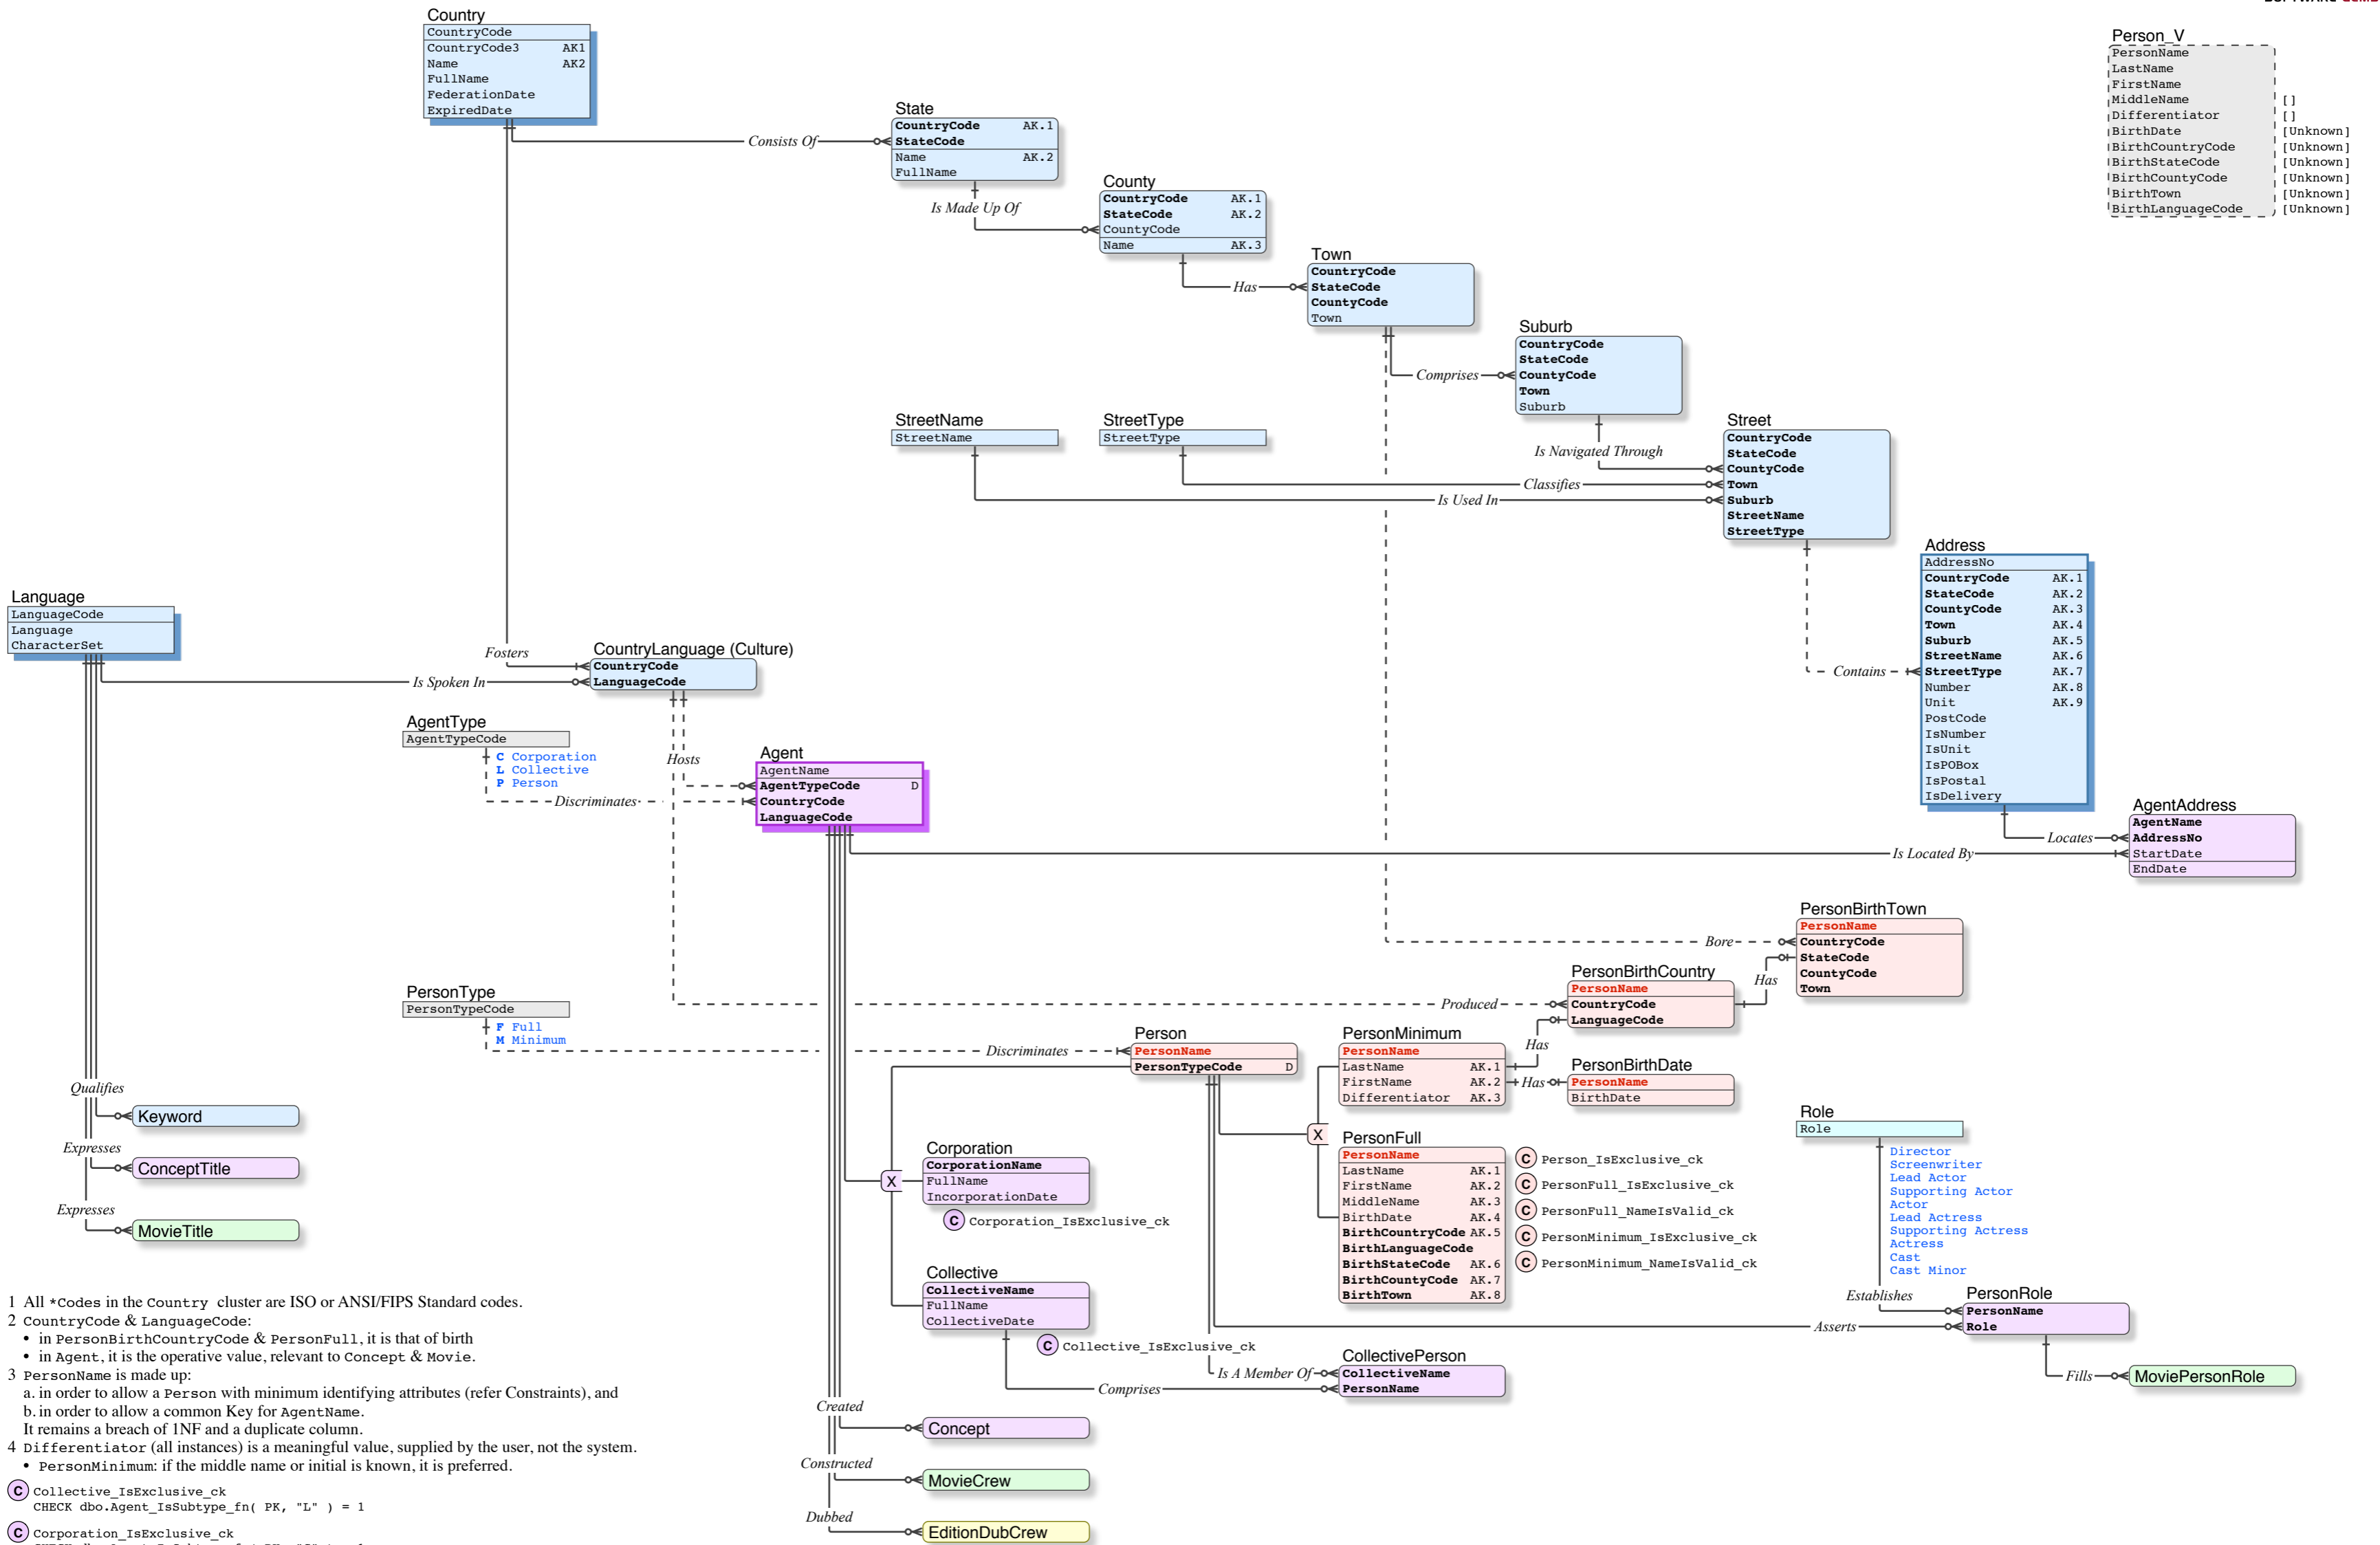 Country
CountryCode
CountryCode3 AK1
Name AK2
FullName
FederationDate
ExpiredDate
Person_V
PersonName
LastName
FirstName
MiddleName []
Differentiator []
BirthDate [Unknown]
BirthCountryCode [Unknown]
BirthStateCode [Unknown]
BirthCountyCode [Unknown]
BirthTown [Unknown]
BirthLanguageCode [Unknown]
Consists Of
State
CountryCode AK.1
StateCode
Name AK.2
FullName
Is Made Up Of
County
CountryCode AK.1
StateCode AK.2
CountyCode
Name AK.3
Has
Town
CountryCode
StateCode
CountyCode
Town
Comprises
Suburb
CountryCode
StateCode
CountyCode
Town
Suburb
StreetName
StreetName
StreetType
StreetType
Is Navigated Through
Classifies
Is Used In
Street
CountryCode
StateCode
CountyCode
Town
Suburb
StreetName
StreetType
Contains
Address
AddressNo
CountryCode AK.1
StateCode AK.2
CountyCode AK.3
Town AK.4
Suburb AK.5
StreetName AK.6
StreetType AK.7
Number AK.8
Unit AK.9
PostCode
IsNumber
IsUnit
IsPOBox
IsPostal
IsDelivery
Language
LanguageCode
Language
CharacterSet
Fosters
Is Spoken In
CountryLanguage (Culture)
CountryCode
LanguageCode
AgentType
AgentTypeCode
C Corporation
L Collective
P Person
Hosts
Discriminates
Agent
AgentName
AgentTypeCode D
CountryCode
LanguageCode
Locates
Is Located By
AgentAddress
AgentName
AddressNo
StartDate
EndDate
Bore
PersonBirthTown
PersonName
CountryCode
StateCode
CountyCode
Town
Has
Produced
PersonBirthCountry
PersonName
CountryCode
LanguageCode
PersonType
PersonTypeCode
F Full
M Minimum
Discriminates
Person
PersonName
PersonTypeCode D
PersonMinimum
PersonName
LastName AK.1
FirstName AK.2
Differentiator AK.3
Has
Has
PersonBirthDate
PersonName
BirthDate
X
PersonFull
PersonName
LastName AK.1
FirstName AK.2
MiddleName AK.3
BirthDate AK.4
BirthCountryCode AK.5
BirthLanguageCode
BirthStateCode AK.6
BirthCountyCode AK.7
BirthTown AK.8
C Person_IsExclusive_ck
C PersonFull_IsExclusive_ck
C PersonFull_NameIsValid_ck
C PersonMinimum_IsExclusive_ck
C PersonMinimum_NameIsValid_ck
Role
Role
Director
Screenwriter
Lead Actor
Supporting Actor
Actor
Lead Actress
Supporting Actress
Actress
Cast
Cast Minor
Establishes
Asserts
PersonRole
PersonName
Role
Fills
MoviePersonRole
Qualifies
Keyword
Expresses
ConceptTitle
Expresses
MovieTitle
X
Corporation
CorporationName
FullName
IncorporationDate
C Corporation_IsExclusive_ck
Collective
CollectiveName
FullName
CollectiveDate
C Collective_IsExclusive_ck
Is A Member Of
Comprises
CollectivePerson
CollectiveName
PersonName
Created
Concept
Constructed
MovieCrew
Dubbed
EditionDubCrew
1 All *Codes in the Country cluster are ISO or ANSI/FIPS Standard codes.
2 CountryCode & LanguageCode:
• in PersonBirthCountryCode & PersonFull, it is that of birth
• in Agent, it is the operative value, relevant to Concept & Movie.
3 PersonName is made up:
a. in order to allow a Person with minimum identifying attributes (refer Constraints), and
b. in order to allow a common Key for AgentName.
It remains a breach of 1NF and a duplicate column.
4 Differentiator (all instances) is a meaningful value, supplied by the user, not the system.
• PersonMinimum: if the middle name or initial is known, it is preferred.
C Collective_IsExclusive_ck
CHECK dbo.Agent_IsSubtype_fn( PK, "L" ) = 1
C Corporation_IsExclusive_ck